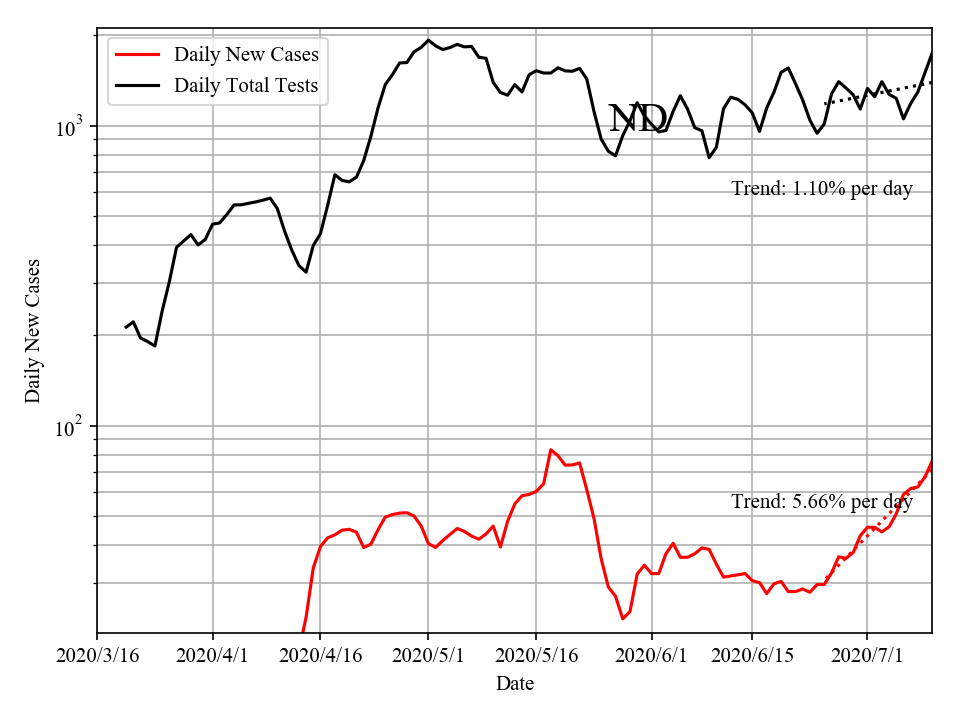 Daily New Cases
Daily Total Tests
ND
10³
Trend: 1.10% per day
Daily New Cases
10²
Trend: 5.66% per day
2020/3/16 2020/4/1 2020/4/16 2020/5/1 2020/5/16 2020/6/1 2020/6/15 2020/7/1
Date